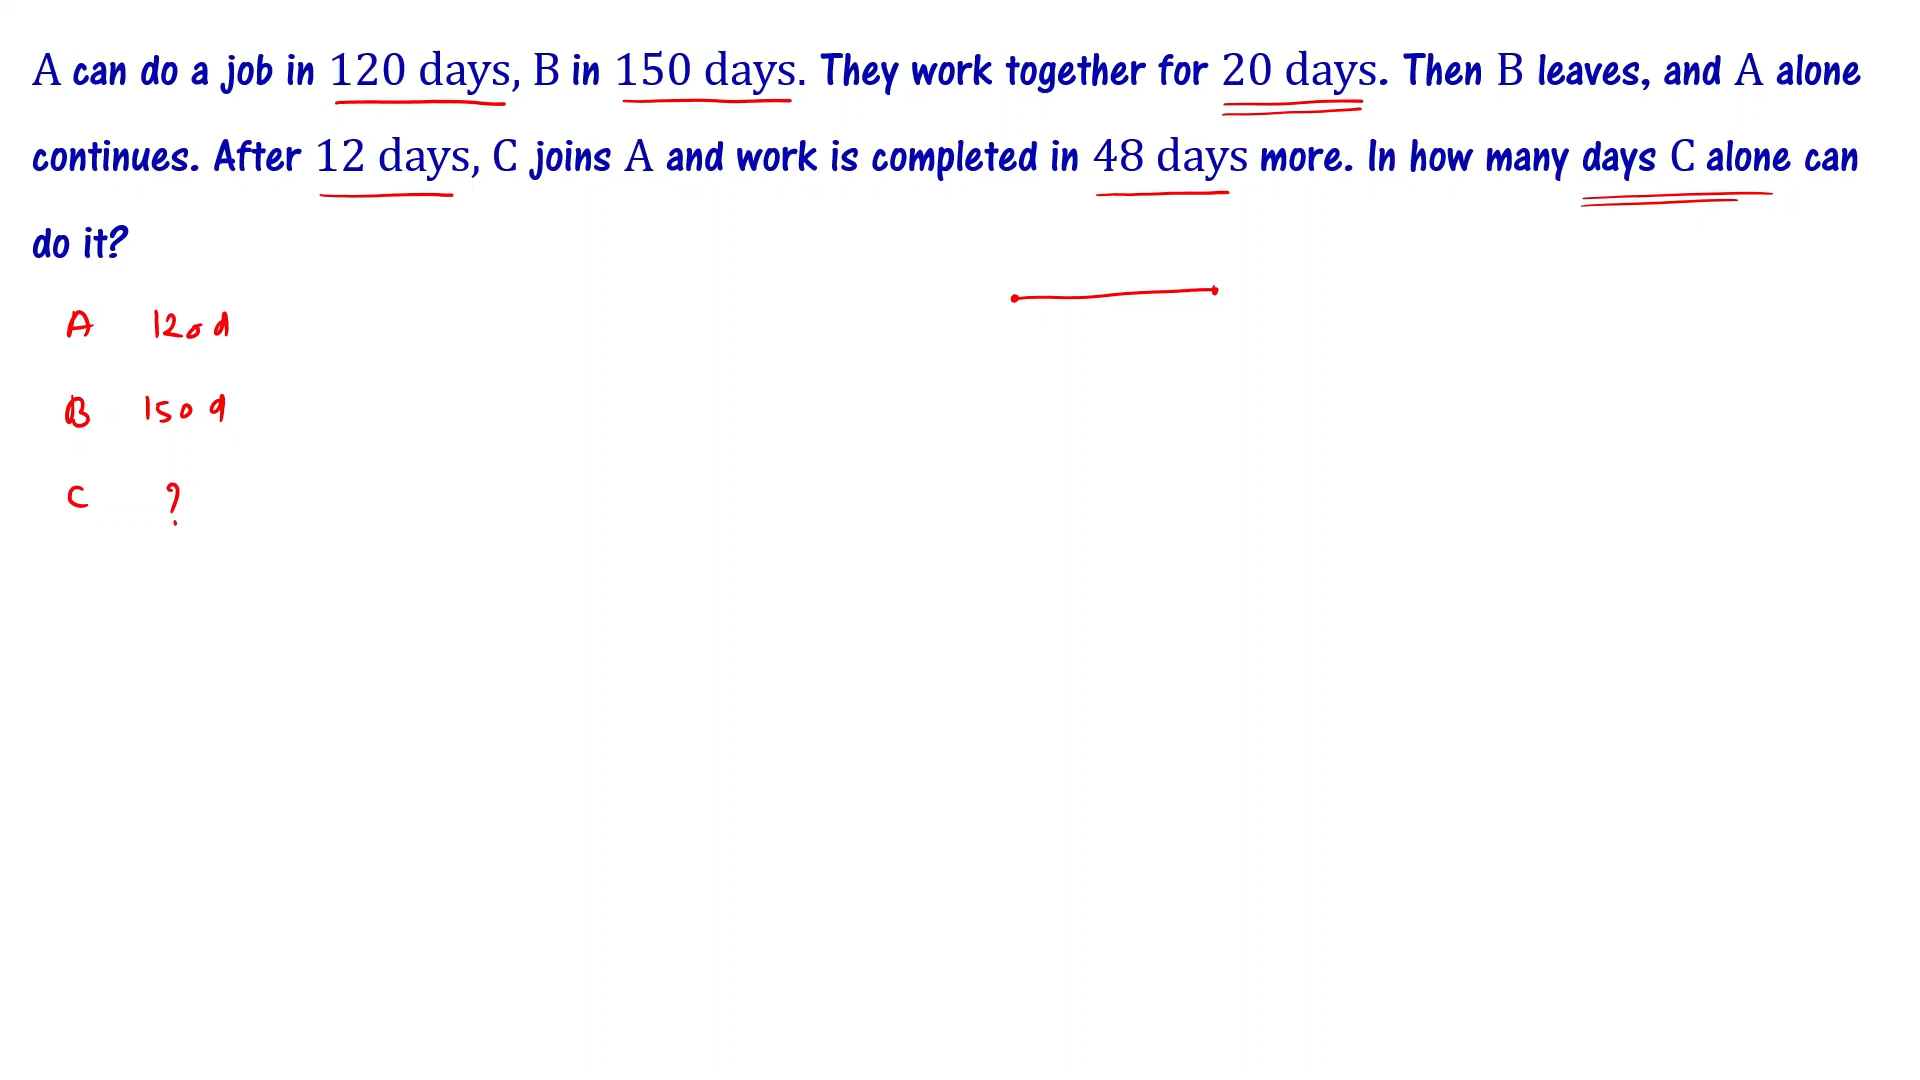 A can do a job in 120 days, B in 150 days. They work together for 20 days. Then B leaves, and A alone
continues. After 12 days, C joins A and work is completed in 48 days more. In how many days C alone can
do it?
A 120 d
B 150 d
C ?